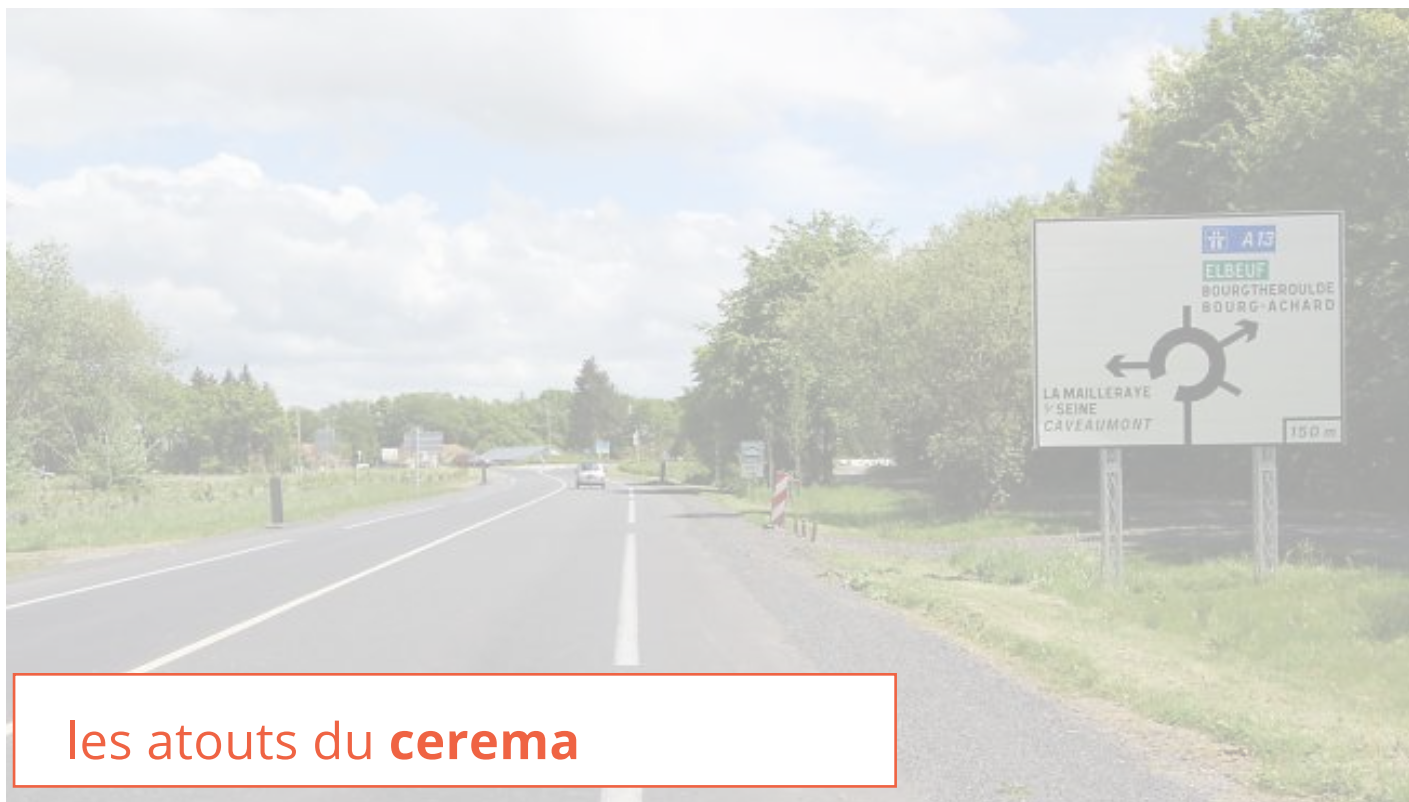 A13
ELBEUF
BOURGTHEROULDE
BOURG-ACHARD
LA MAILLERAYE
s/ SEINE
CAVEAUMONT
150 m
les atouts du cerema